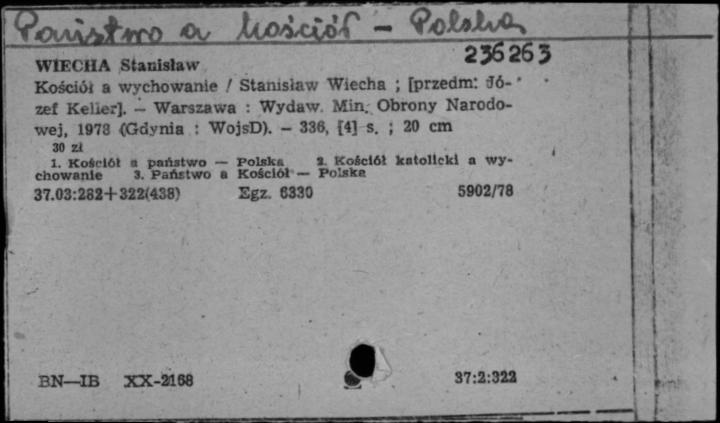 Państwo a kościół – Polska
236263
WIECHA Stanisław
Kościół a wychowanie / Stanisław Wiecha ; [przedm: Jó-
zef Keller]. — Warszawa : Wydaw. Min. Obrony Narodo-
wej, 1978 (Gdynia : WojsD). — 336, [4] s. ; 20 cm
30 zł
1. Kościół a państwo — Polska 2. Kościół katolicki a wy-
chowanie 3. Państwo a Kościół — Polska
37.03:282+322(438) Egz. 6330 5902/78
BN—IB XX-2168 37:2:322